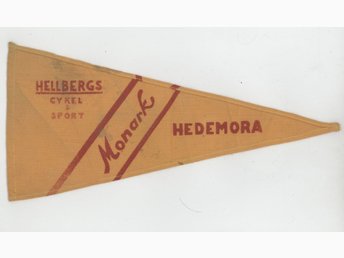 HELLBERGS
CYKEL
&
SPORT
Monark
HEDEMORA